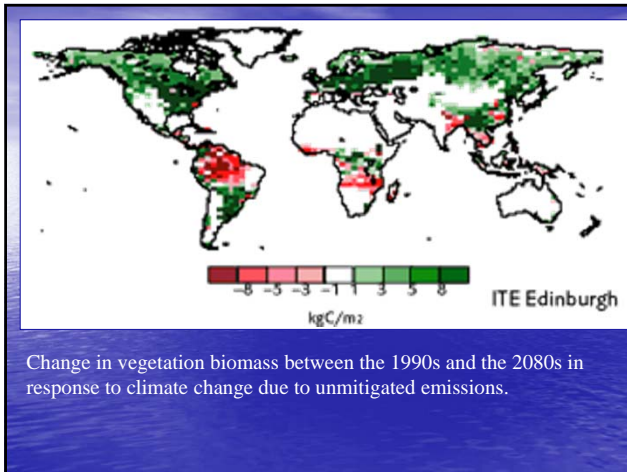 -8 -5 -3 -1 1 3 5 8
kgC/m2
ITE Edinburgh
Change in vegetation biomass between the 1990s and the 2080s in
response to climate change due to unmitigated emissions.